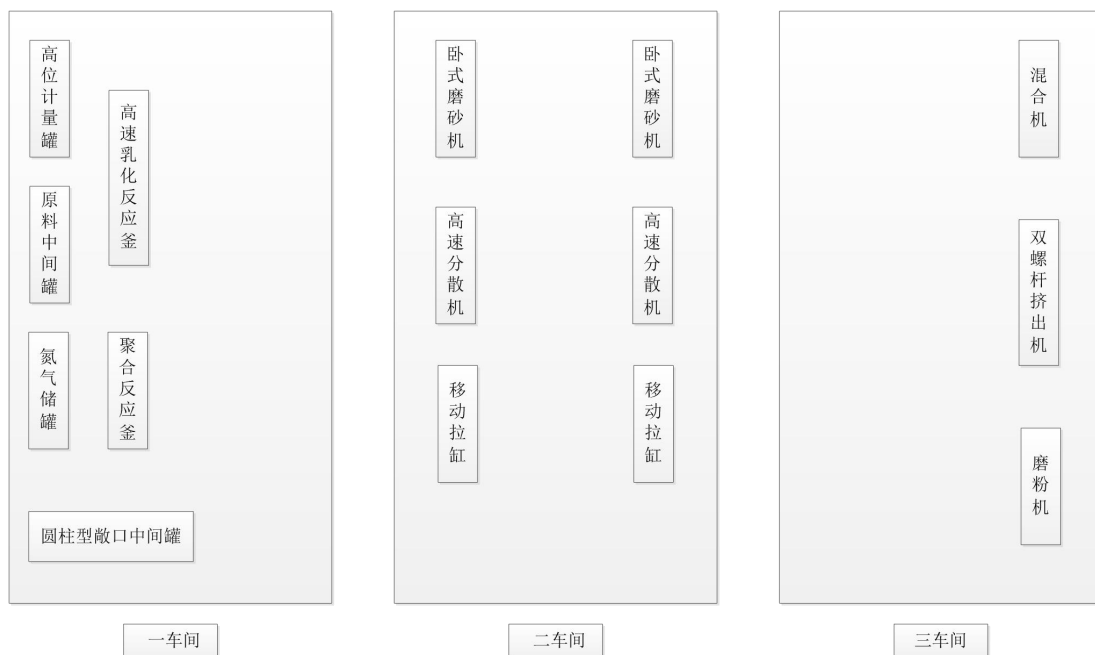 高位计量罐
高速乳化反应釜
原料中间罐
氮气储罐
聚合反应釜
圆柱型敞口中间罐
一车间
卧式磨砂机
卧式磨砂机
高速分散机
高速分散机
移动拉缸
移动拉缸
二车间
混合机
双螺杆挤出机
磨粉机
三车间